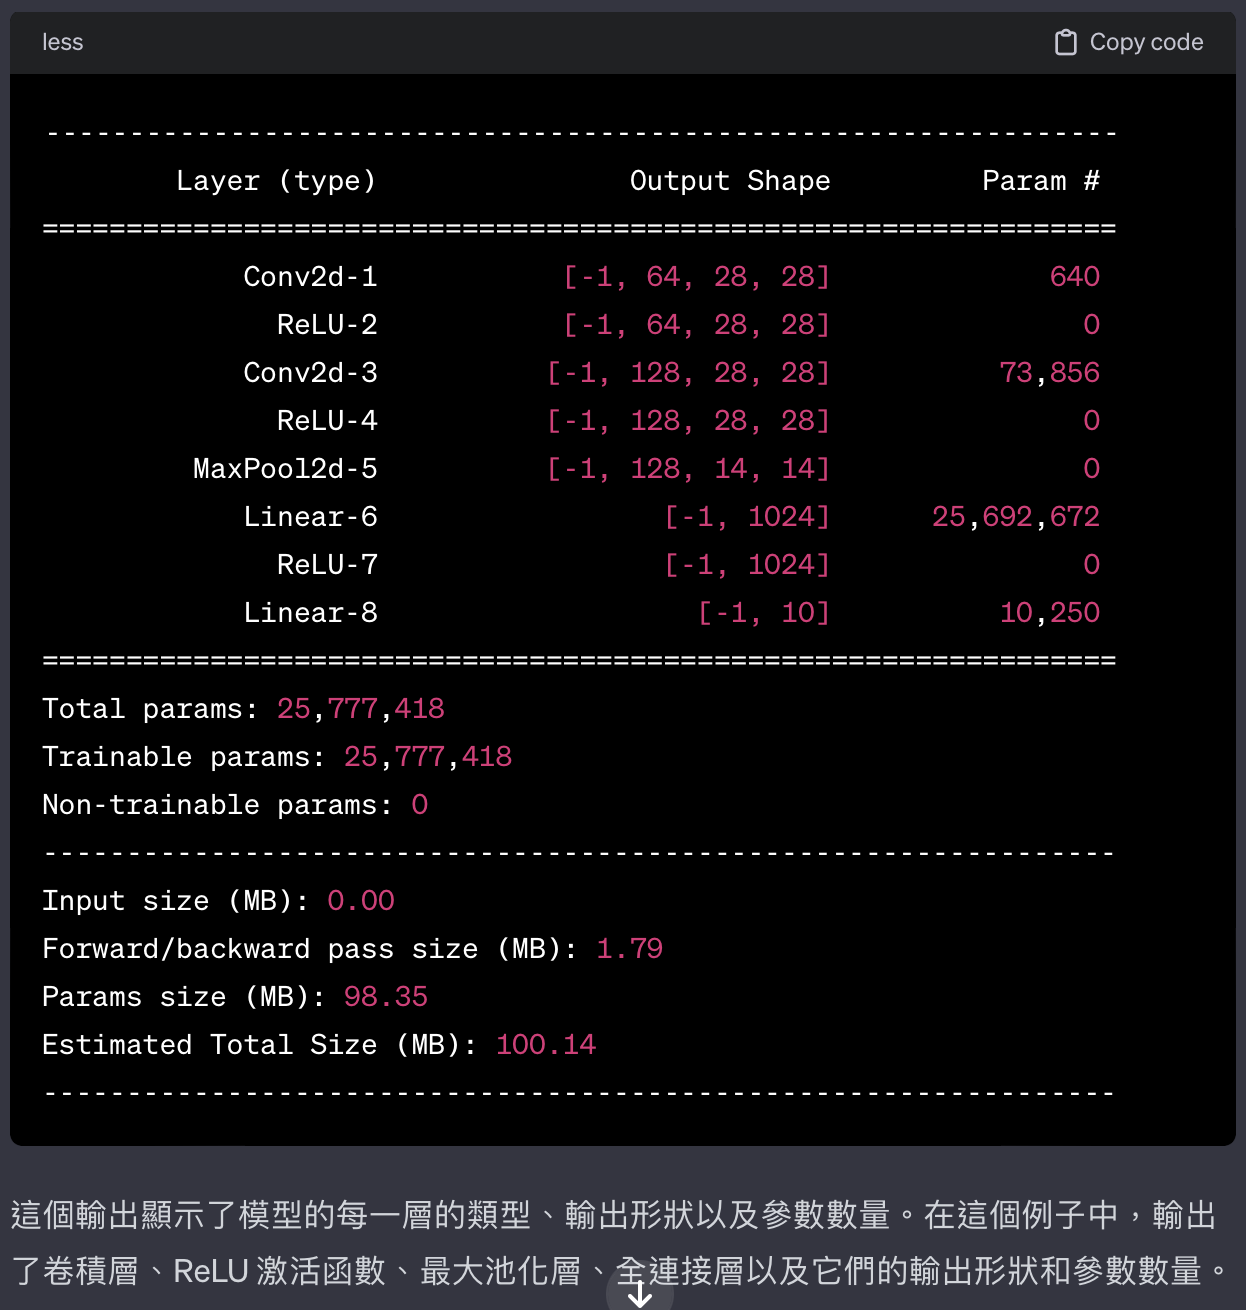 less
Copy code
----------------------------------------------------------------
Layer (type) Output Shape Param #
================================================================
Conv2d-1 [-1, 64, 28, 28] 640
ReLU-2 [-1, 64, 28, 28] 0
Conv2d-3 [-1, 128, 28, 28] 73,856
ReLU-4 [-1, 128, 28, 28] 0
MaxPool2d-5 [-1, 128, 14, 14] 0
Linear-6 [-1, 1024] 25,692,672
ReLU-7 [-1, 1024] 0
Linear-8 [-1, 10] 10,250
================================================================
Total params: 25,777,418
Trainable params: 25,777,418
Non-trainable params: 0
----------------------------------------------------------------
Input size (MB): 0.00
Forward/backward pass size (MB): 1.79
Params size (MB): 98.35
Estimated Total Size (MB): 100.14
----------------------------------------------------------------
這個輸出顯示了模型的每一層的類型、輸出形狀以及參數數量。在這個例子中，輸出
了卷積層、ReLU 激活函數、最大池化層、全連接層以及它們的輸出形狀和參數數量。